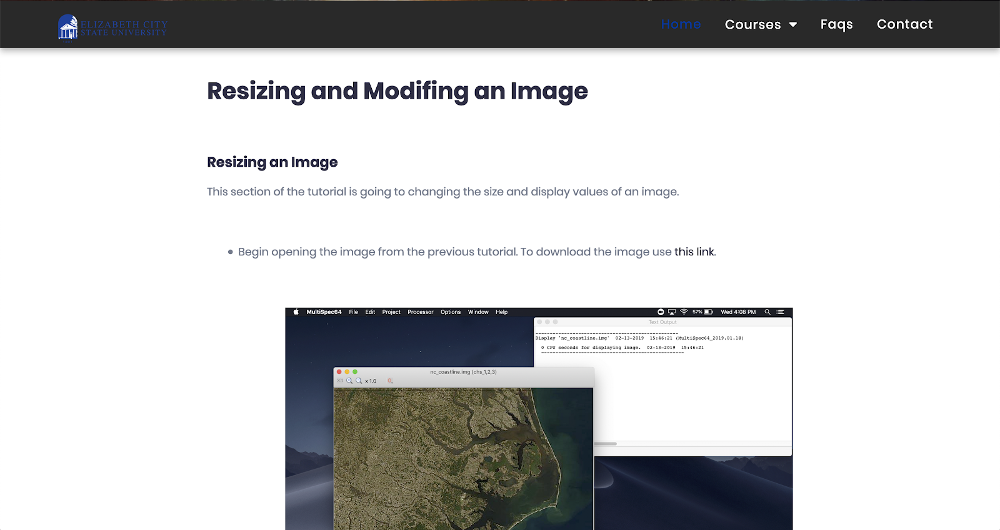 ELIZABETH CITY
STATE UNIVERSITY
Home Courses Faqs Contact
Resizing and Modifing an Image
Resizing an Image
This section of the tutorial is going to changing the size and display values of an image.
Begin opening the image from the previous tutorial. To download the image use this link.
MultiSpec64 File Edit Project Processor Options Window Help 57% Wed 4:08 PM
Text Output
Display 'nc_coastline.img' 02-13-2019 15:46:21 (MultiSpec64_2019.01.18)
0 CPU seconds for displaying image. 02-13-2019 15:46:21
nc_coastline.img (chs_1,2,3)
X1 x 1.0